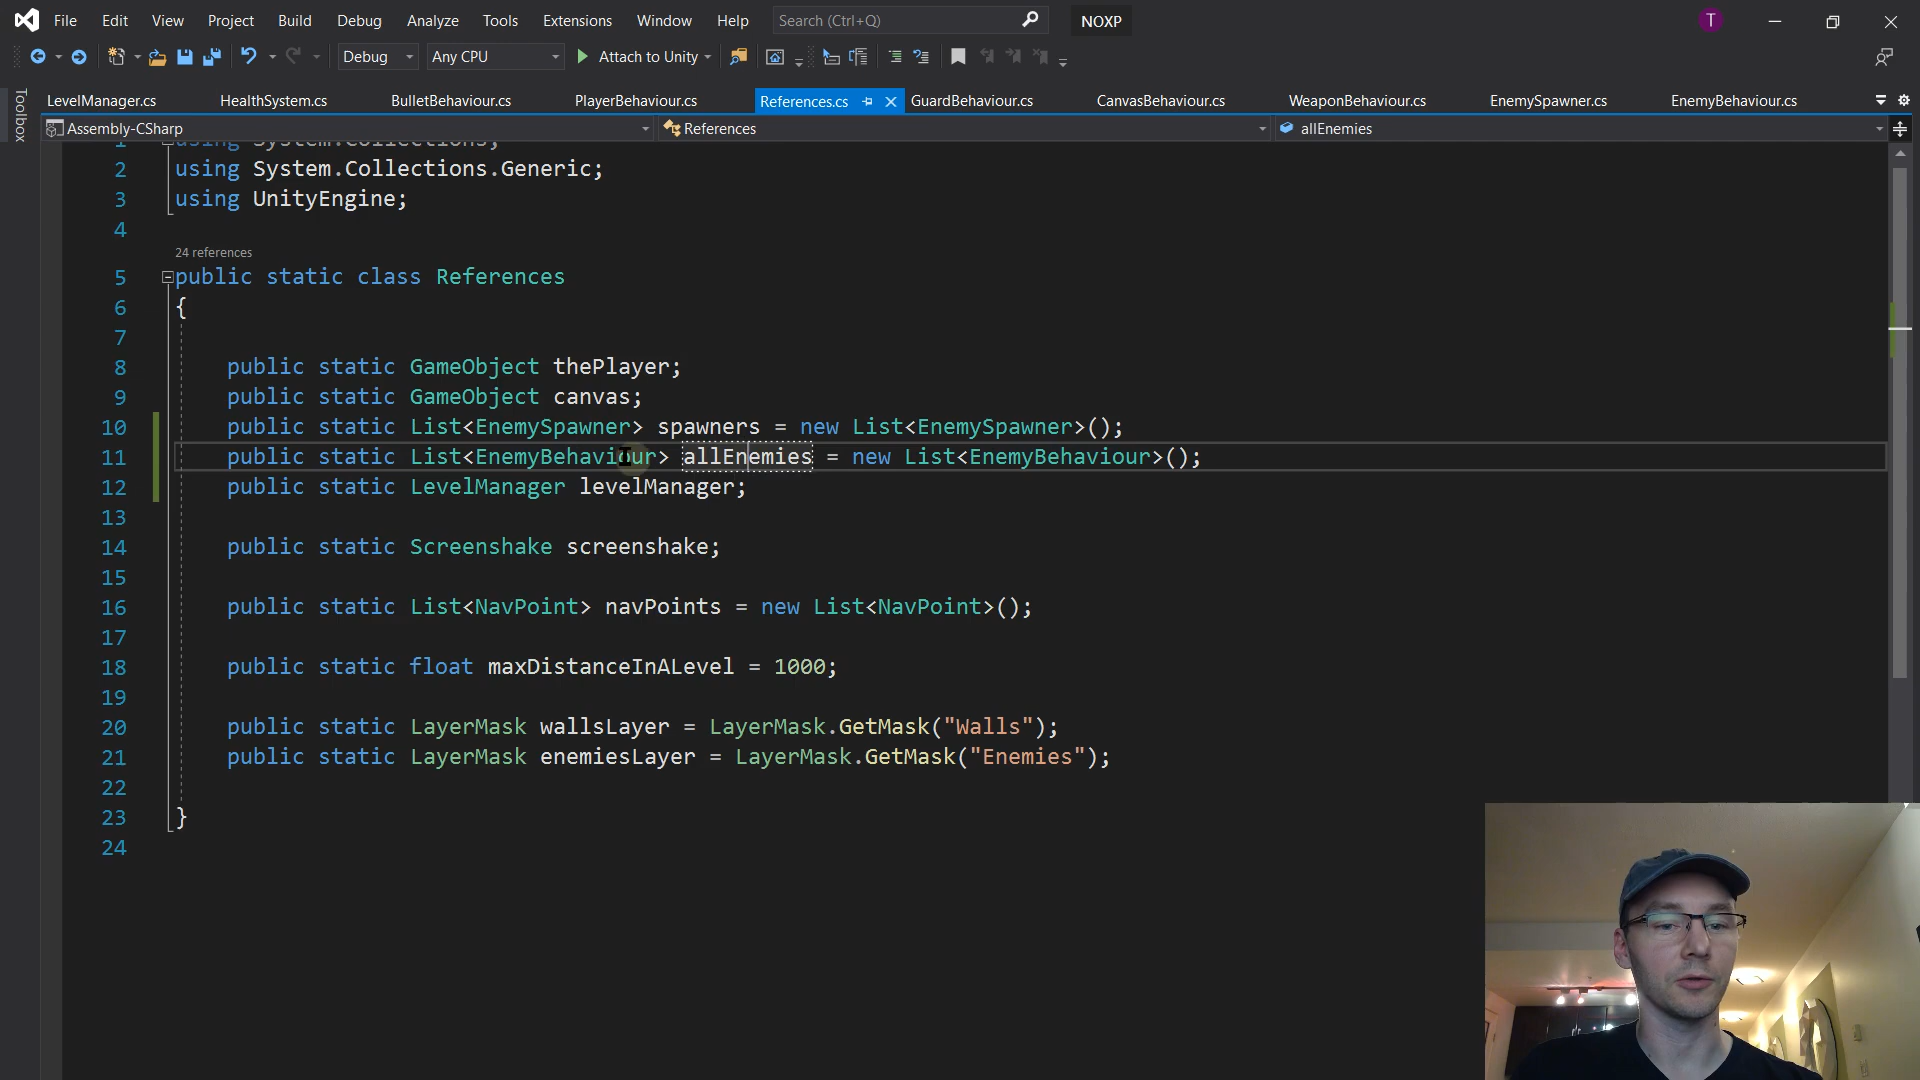 File Edit View Project Build Debug Analyze Tools Extensions Window Help Search (Ctrl+Q) NOXP T
Debug Any CPU Attach to Unity
Toolbox
LevelManager.cs HealthSystem.cs BulletBehaviour.cs PlayerBehaviour.cs References.cs GuardBehaviour.cs CanvasBehaviour.cs WeaponBehaviour.cs EnemySpawner.cs EnemyBehaviour.cs
Assembly-CSharp References allEnemies
1 using System.Collections;
2 using System.Collections.Generic;
3 using UnityEngine;
4
24 references
5 public static class References
6 {
7
8 public static GameObject thePlayer;
9 public static GameObject canvas;
10 public static List<EnemySpawner> spawners = new List<EnemySpawner>();
11 public static List<EnemyBehaviour> allEnemies = new List<EnemyBehaviour>();
12 public static LevelManager levelManager;
13
14 public static Screenshake screenshake;
15
16 public static List<NavPoint> navPoints = new List<NavPoint>();
17
18 public static float maxDistanceInALevel = 1000;
19
20 public static LayerMask wallsLayer = LayerMask.GetMask("Walls");
21 public static LayerMask enemiesLayer = LayerMask.GetMask("Enemies");
22
23 }
24